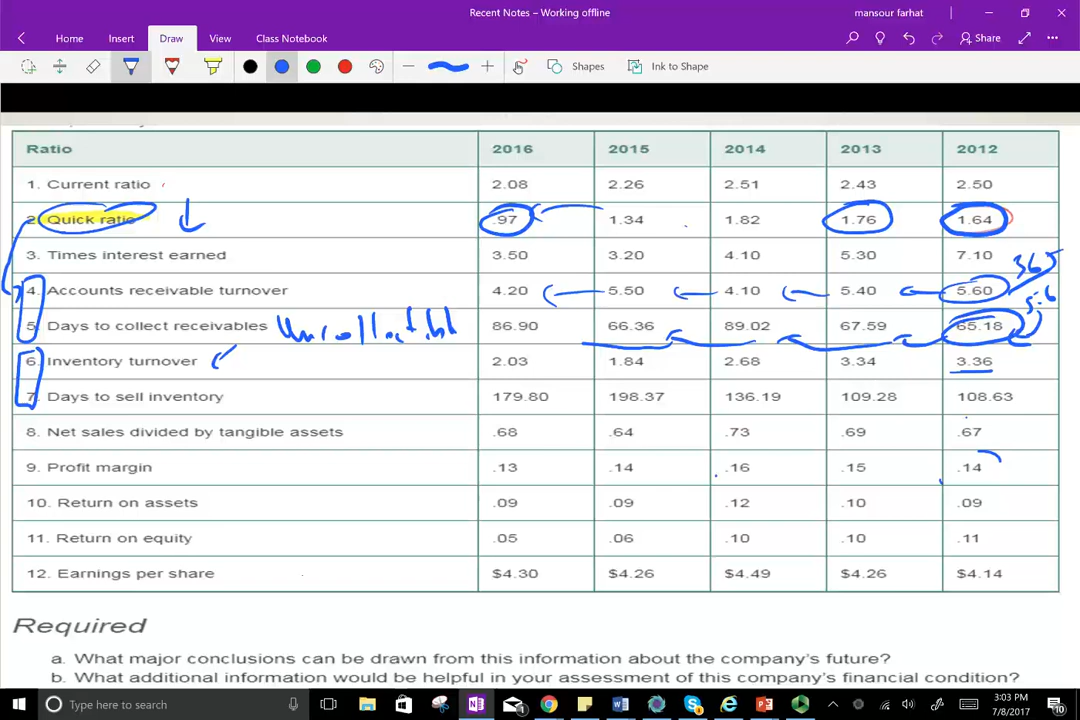 Recent Notes – Working offline
mansour farhat
Home Insert Draw View Class Notebook
Share
Shapes Ink to Shape
Ratio 2016 2015 2014 2013 2012
1. Current ratio 2.08 2.26 2.51 2.43 2.50
2. Quick ratio .97 1.34 1.82 1.76 1.64
3. Times interest earned 3.50 3.20 4.10 5.30 7.10
365
4. Accounts receivable turnover 4.20 5.50 4.10 5.40 5.60
5.6
5. Days to collect receivables Uncollectibl 86.90 66.36 89.02 67.59 65.18
6. Inventory turnover 2.03 1.84 2.68 3.34 3.36
7. Days to sell inventory 179.80 198.37 136.19 109.28 108.63
8. Net sales divided by tangible assets .68 .64 .73 .69 .67
9. Profit margin .13 .14 .16 .15 .14
10. Return on assets .09 .09 .12 .10 .09
11. Return on equity .05 .06 .10 .10 .11
12. Earnings per share $4.30 $4.26 $4.49 $4.26 $4.14
Required
a. What major conclusions can be drawn from this information about the company's future?
b. What additional information would be helpful in your assessment of this company's financial condition?
Type here to search
3:03 PM
7/8/2017
10